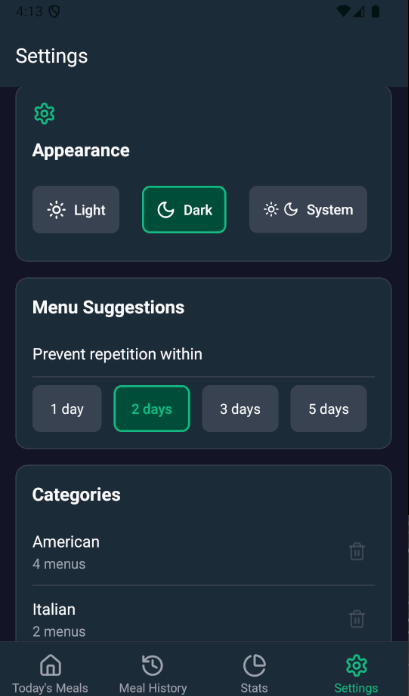 4:13
Settings
Appearance
Light
Dark
System
Menu Suggestions
Prevent repetition within
1 day
2 days
3 days
5 days
Categories
American
4 menus
Italian
2 menus
Today's Meals
Meal History
Stats
Settings